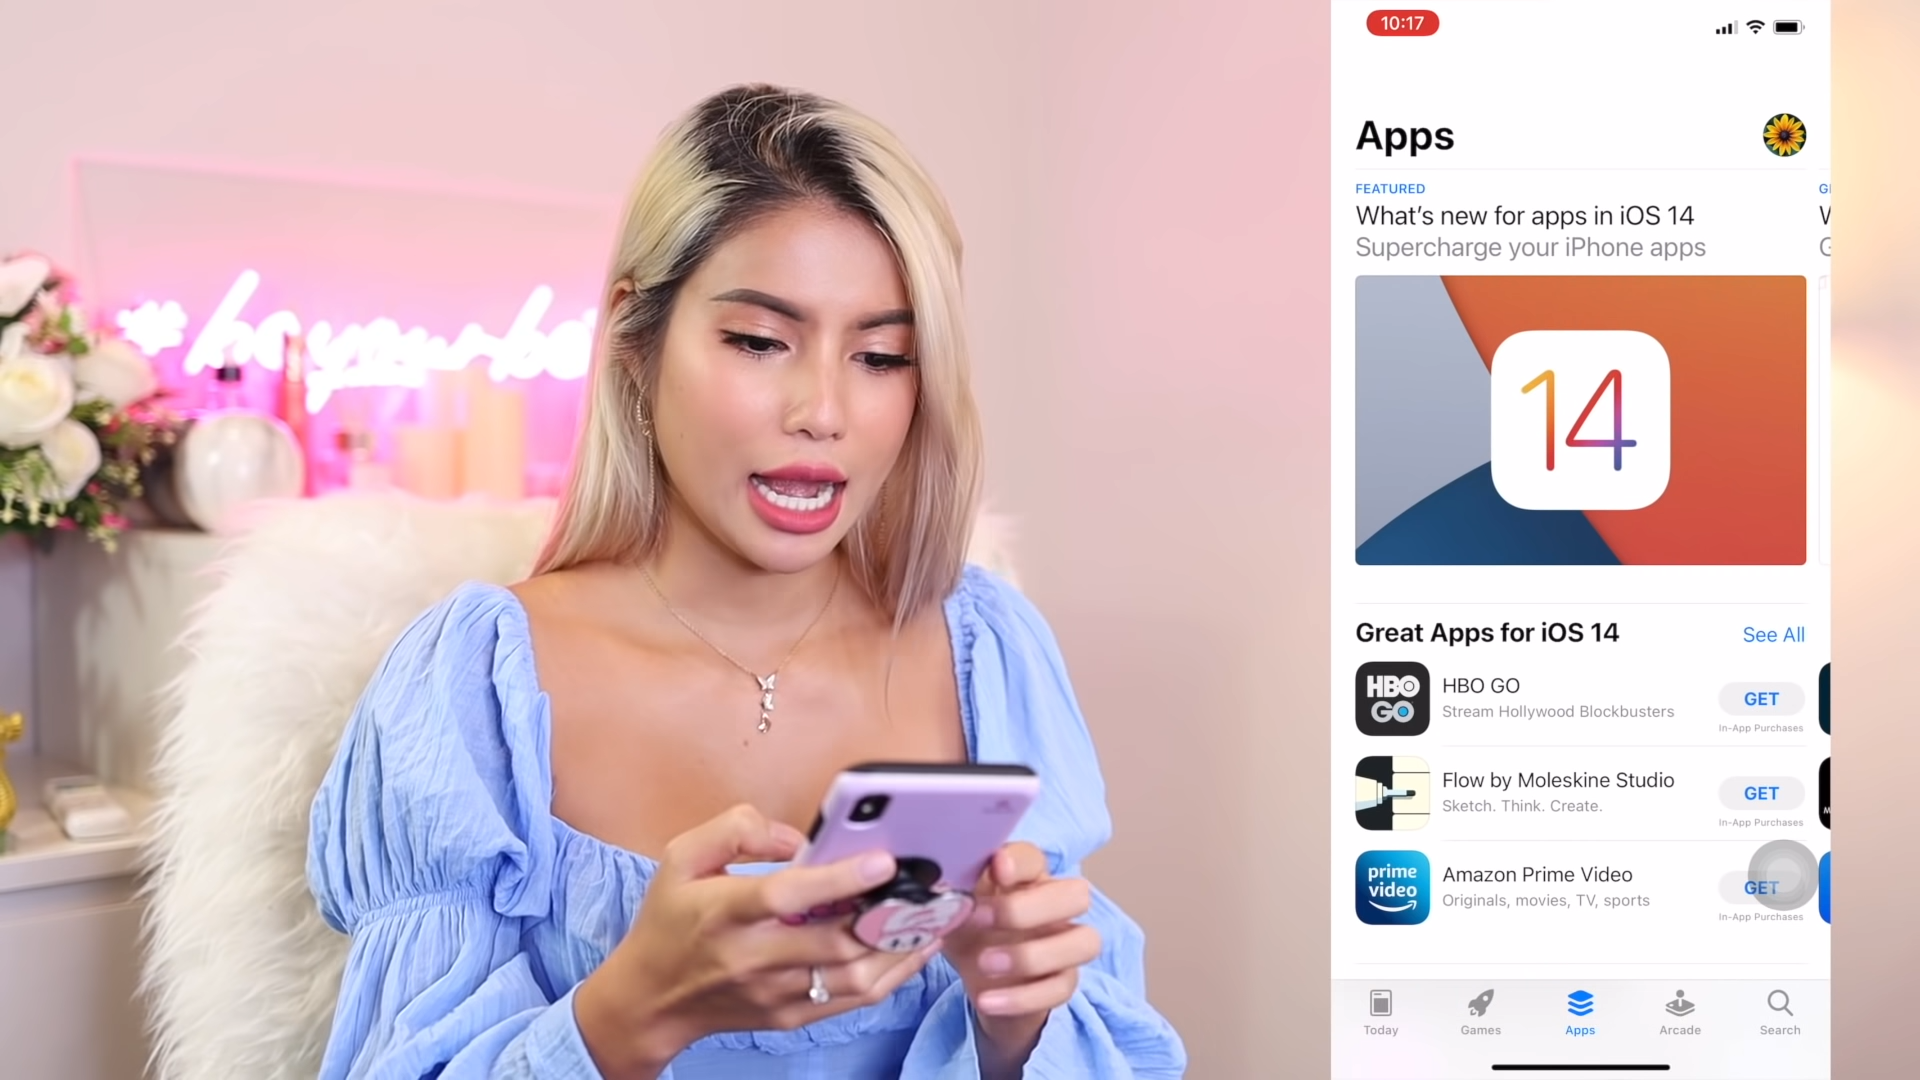 10:17
Apps
FEATURED
What's new for apps in iOS 14
Supercharge your iPhone apps
14
Great Apps for iOS 14
See All
HBO
GO
HBO GO
Stream Hollywood Blockbusters
GET
In-App Purchases
Flow by Moleskine Studio
Sketch. Think. Create.
GET
In-App Purchases
prime
video
Amazon Prime Video
Originals, movies, TV, sports
GET
In-App Purchases
Today
Games
Apps
Arcade
Search